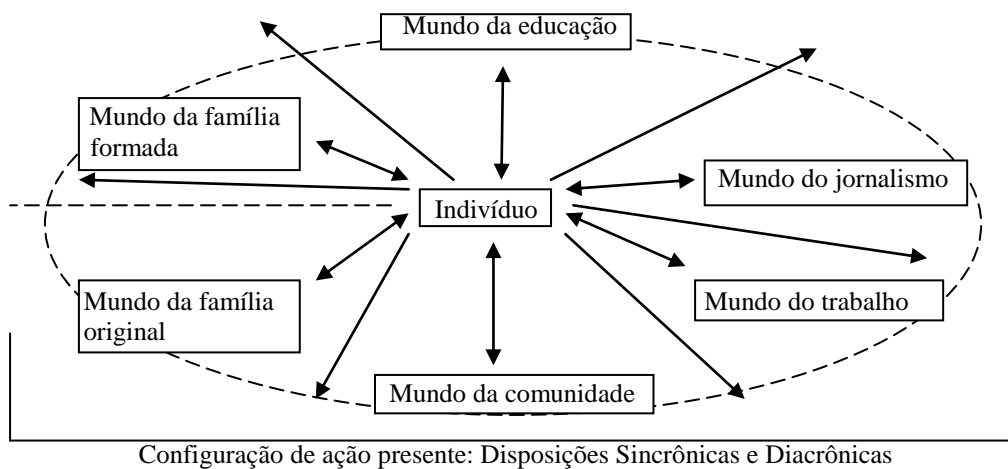 Mundo da educação
Mundo da família
formada
Mundo do jornalismo
Indivíduo
Mundo da família
original
Mundo do trabalho
Mundo da comunidade
Configuração de ação presente: Disposições Sincrônicas e Diacrônicas